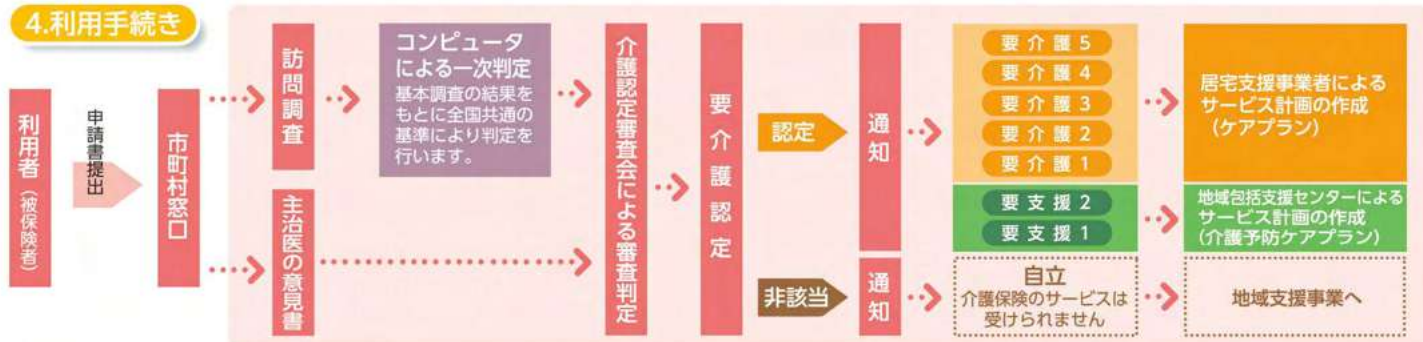 4.利用手続き
利用者(被保険者)
申請書提出
市町村窓口
訪問調査
コンピュータ
による一次判定
基本調査の結果を
もとに全国共通の
基準により判定を
行います。
主治医の意見書
介護認定審査会による審査判定
要介護認定
認定
通知
要介護5
要介護4
要介護3
要介護2
要介護1
居宅支援事業者による
サービス計画の作成
(ケアプラン)
要支援2
要支援1
地域包括支援センターによる
サービス計画の作成
(介護予防ケアプラン)
非該当
通知
自立
介護保険のサービスは
受けられません
地域支援事業へ